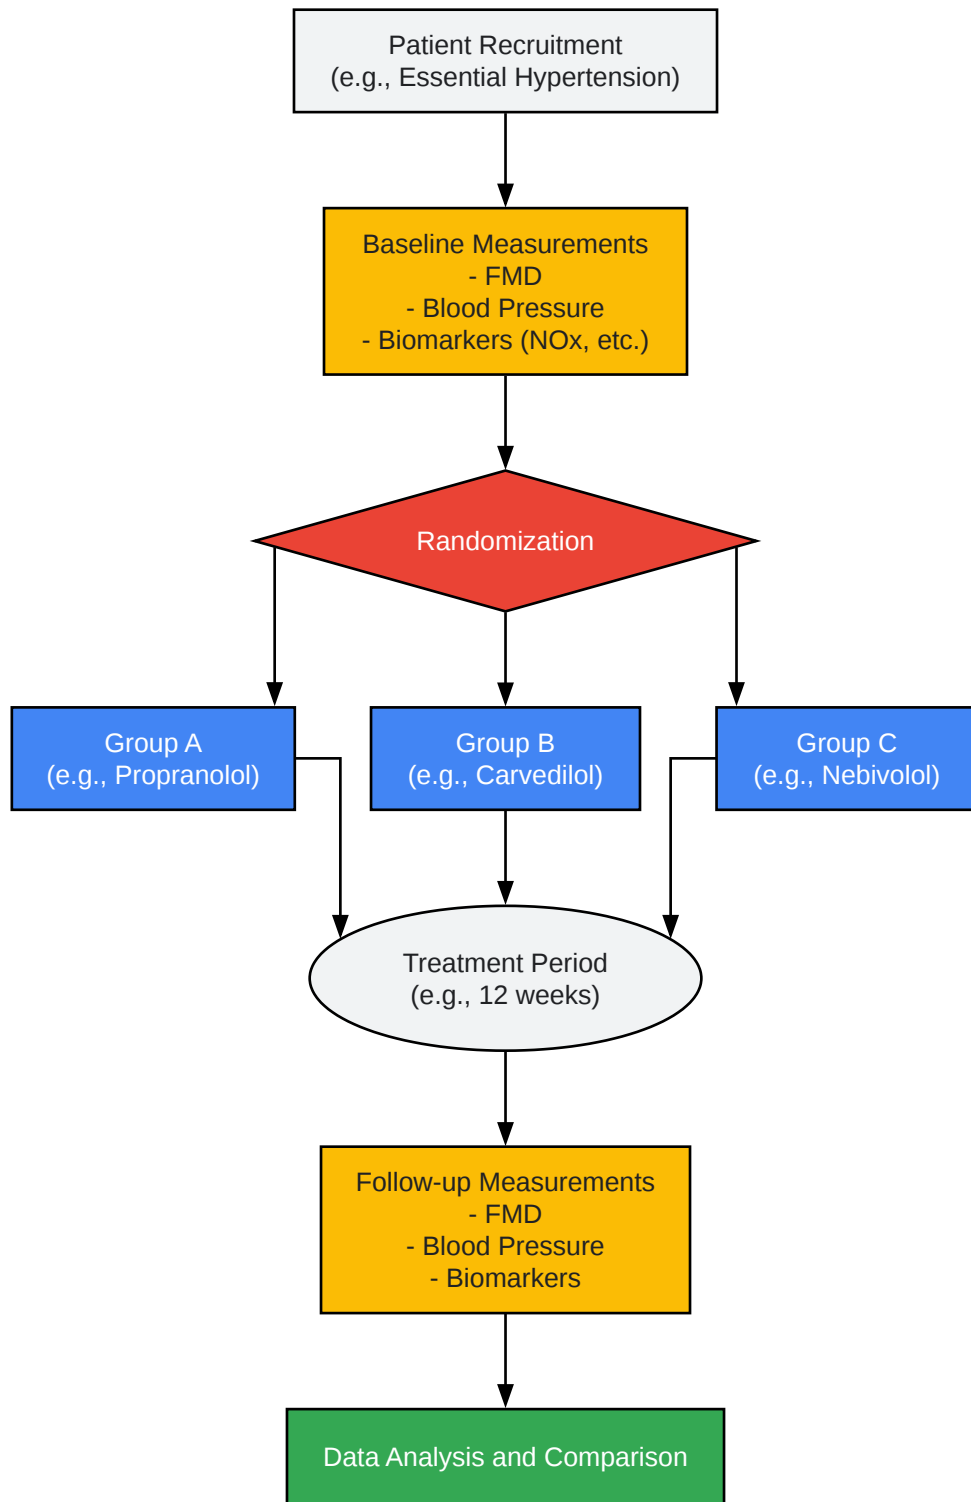 Patient Recruitment
(e.g., Essential Hypertension)
Baseline Measurements
- FMD
- Blood Pressure
- Biomarkers (NOx, etc.)
Randomization
Group A
(e.g., Propranolol)
Group B
(e.g., Carvedilol)
Group C
(e.g., Nebivolol)
Treatment Period
(e.g., 12 weeks)
Follow-up Measurements
- FMD
- Blood Pressure
- Biomarkers
Data Analysis and Comparison